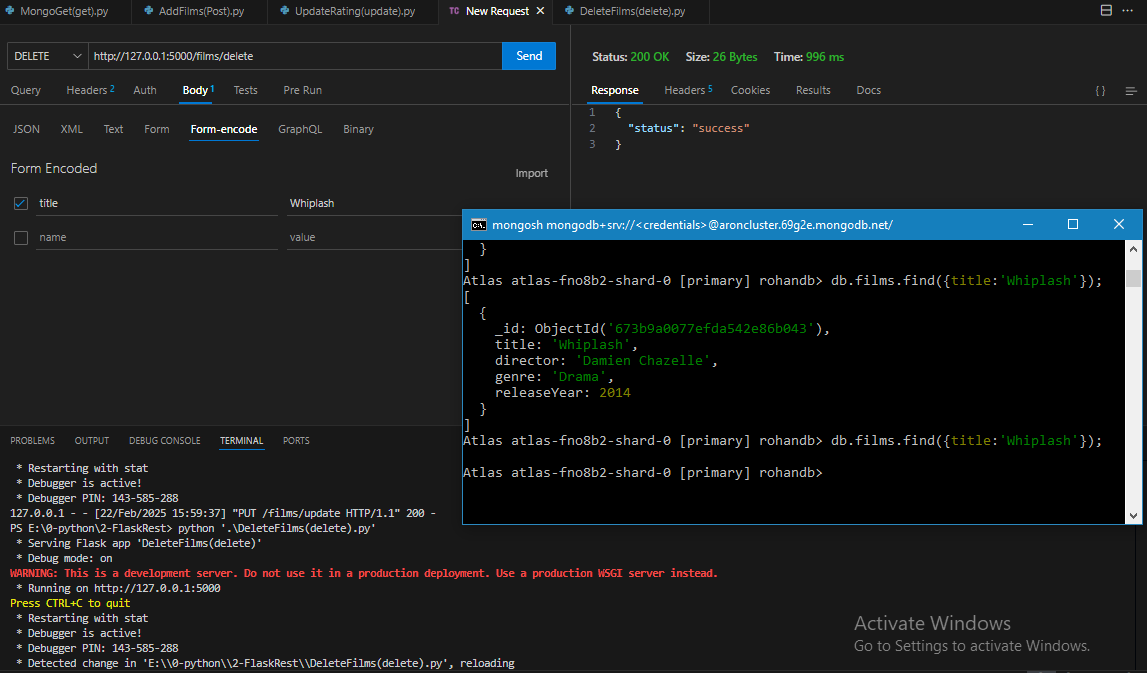 MongoGet(get).py AddFilms(Post).py UpdateRating(update).py TC New Request DeleteFilms(delete).py
DELETE http://127.0.0.1:5000/films/delete Send
Query Headers 2 Auth Body 1 Tests Pre Run
JSON XML Text Form Form-encode GraphQL Binary
Form Encoded
Import
title Whiplash
name value
Status: 200 OK Size: 26 Bytes Time: 996 ms
Response Headers 5 Cookies Results Docs { }
1 {
2 "status": "success"
3 }
C:\. mongosh mongodb+srv://<credentials>@aroncluster.69g2e.mongodb.net/
}
]
Atlas atlas-fno8b2-shard-0 [primary] rohandb> db.films.find({title:'Whiplash'});
[
{
_id: ObjectId('673b9a0077efda542e86b043'),
title: 'Whiplash',
director: 'Damien Chazelle',
genre: 'Drama',
releaseYear: 2014
}
]
Atlas atlas-fno8b2-shard-0 [primary] rohandb> db.films.find({title:'Whiplash'});
Atlas atlas-fno8b2-shard-0 [primary] rohandb>
PROBLEMS OUTPUT DEBUG CONSOLE TERMINAL PORTS
* Restarting with stat
* Debugger is active!
* Debugger PIN: 143-585-288
127.0.0.1 - - [22/Feb/2025 15:59:37] "PUT /films/update HTTP/1.1" 200 -
PS E:\0-python\2-FlaskRest> python '.\DeleteFilms(delete).py'
* Serving Flask app 'DeleteFilms(delete)'
* Debug mode: on
WARNING: This is a development server. Do not use it in a production deployment. Use a production WSGI server instead.
* Running on http://127.0.0.1:5000
Press CTRL+C to quit
* Restarting with stat
* Debugger is active!
* Debugger PIN: 143-585-288
* Detected change in 'E:\\0-python\\2-FlaskRest\\DeleteFilms(delete).py', reloading
Activate Windows
Go to Settings to activate Windows.